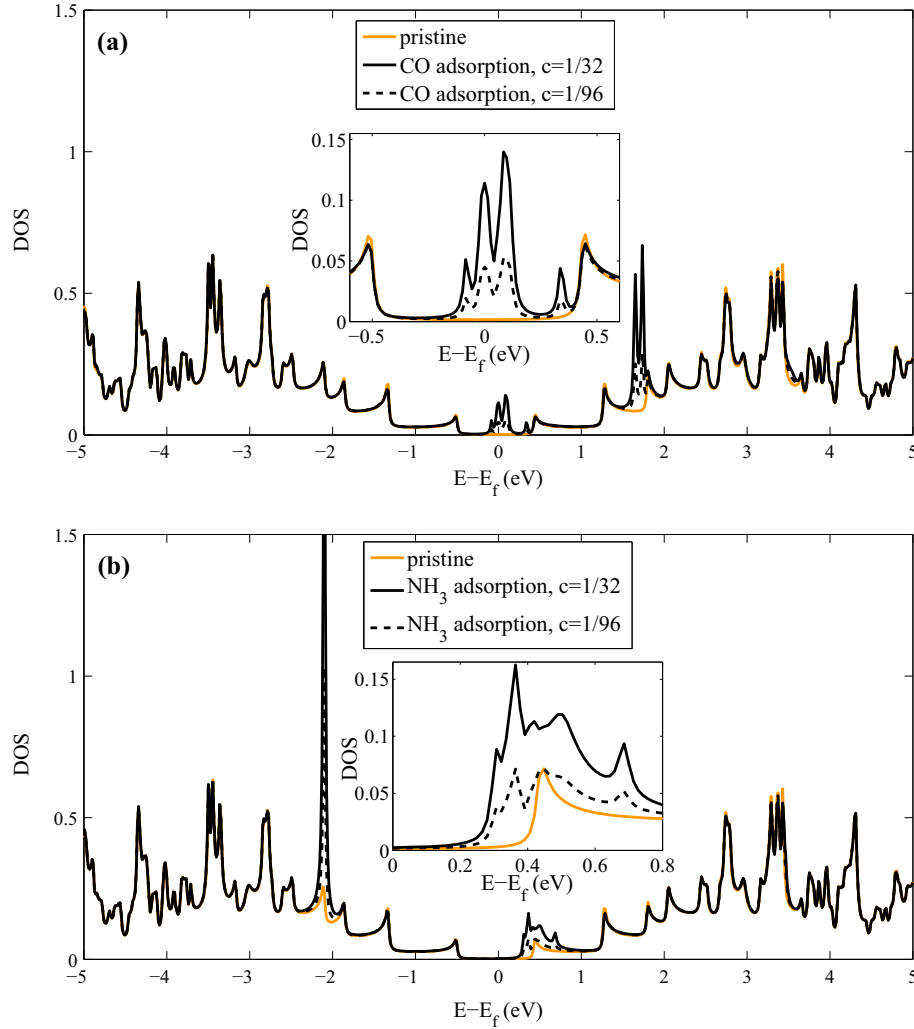 1.5
(a)
pristine
CO adsorption, c=1/32
CO adsorption, c=1/96
1
DOS
0.5
0
0.15
0.1
0.05
0
−0.5 0 0.5
E−E_f (eV)
−5 −4 −3 −2 −1 0 1 2 3 4 5
E−E_f (eV)
1.5
(b)
pristine
NH_3 adsorption, c=1/32
NH_3 adsorption, c=1/96
1
DOS
0.5
0
0.15
0.1
DOS
0.05
0
0 0.2 0.4 0.6 0.8
E−E_f (eV)
−5 −4 −3 −2 −1 0 1 2 3 4 5
E−E_f (eV)